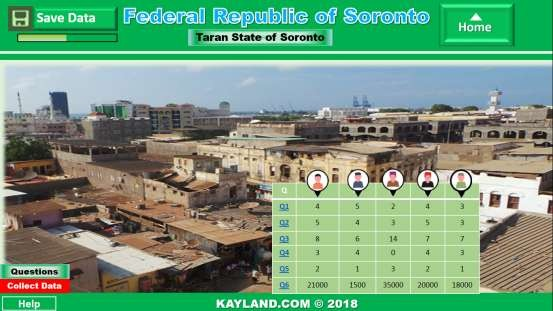 Save Data
Federal Republic of Soronto
Home
Taran State of Soronto
Q
Q1 4 5 2 4 3
Q2 5 4 3 5 3
Q3 8 6 14 7 7
Q4 3 4 0 4 3
Q5 2 1 3 2 1
Q6 21000 1500 35000 20000 18000
Questions
Collect Data
Help
KAYLAND.COM © 2018